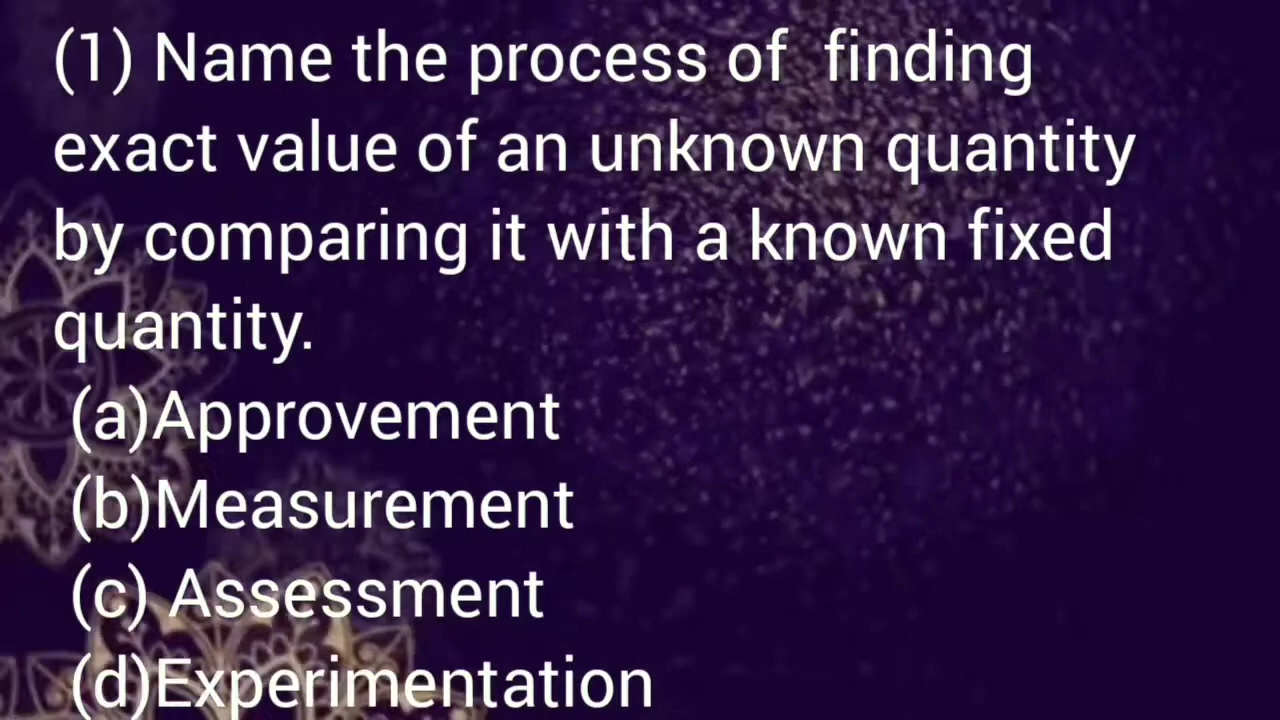 (1) Name the process of finding
exact value of an unknown quantity
by comparing it with a known fixed
quantity.
(a)Approvement
(b)Measurement
(c) Assessment
(d)Experimentation